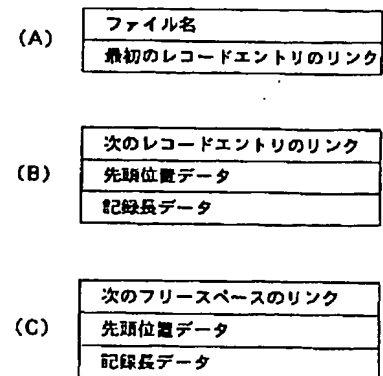 (A)
ファイル名
最初のレコードエントリのリンク
(B)
次のレコードエントリのリンク
先頭位置データ
記録長データ
(C)
次のフリースペースのリンク
先頭位置データ
記録長データ